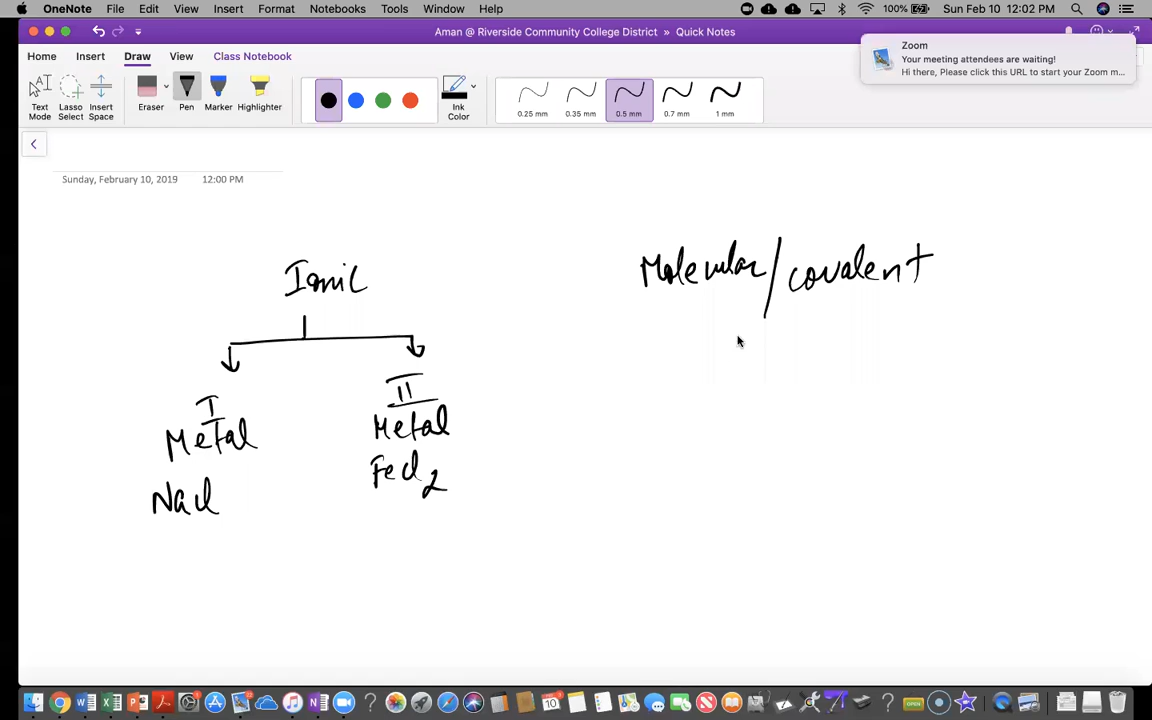 OneNote File Edit View Insert Format Notebooks Tools Window Help 100% Sun Feb 10 12:02 PM
Aman @ Riverside Community College District » Quick Notes
Home Insert Draw View Class Notebook
Zoom
Your meeting attendees are waiting!
Hi there, Please click this URL to start your Zoom m...
Text Mode Lasso Select Insert Space Eraser Pen Marker Highlighter Ink Color 0.25 mm 0.35 mm 0.5 mm 0.7 mm 1 mm
Sunday, February 10, 2019 12:00 PM
Ionic
Molecular/covalent
I II
Metal Metal
NaCl FeCl2